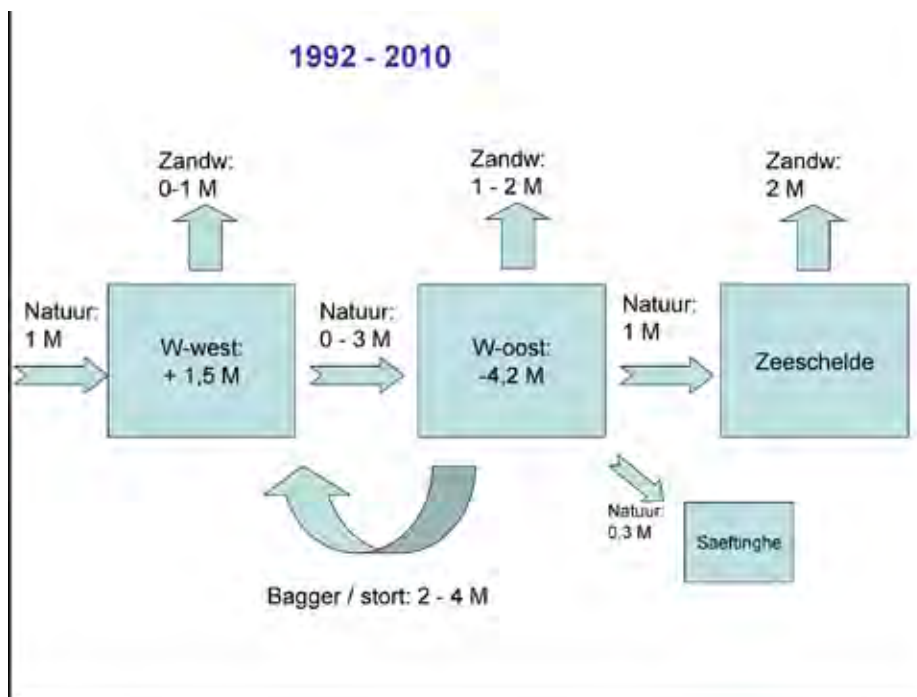 1992 - 2010
Zandw:
0-1 M
Zandw:
1 - 2 M
Zandw:
2 M
Natuur:
1 M
W-west:
+ 1,5 M
Natuur:
0 - 3 M
W-oost:
-4,2 M
Natuur:
1 M
Zeeschelde
Natuur:
0,3 M
Saeftinghe
Bagger / stort: 2 - 4 M